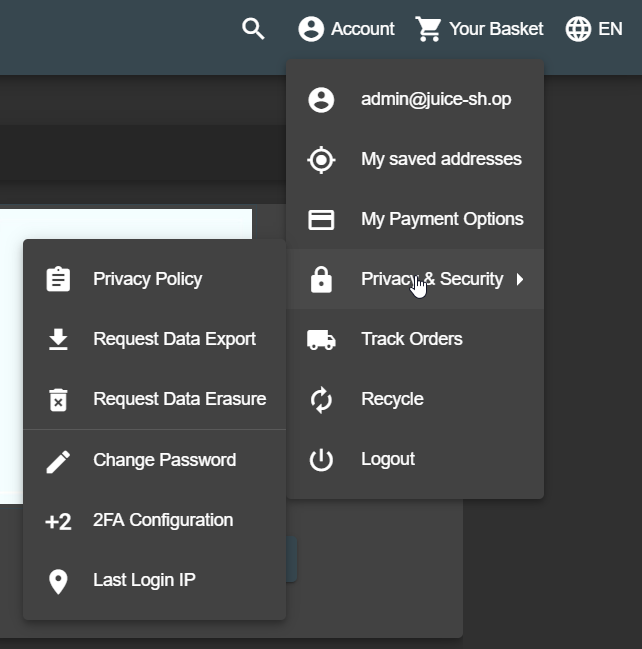 Account
Your Basket
EN
admin@juice-sh.op
My saved addresses
My Payment Options
Privacy & Security
Track Orders
Recycle
Logout
Privacy Policy
Request Data Export
Request Data Erasure
Change Password
+2 2FA Configuration
Last Login IP